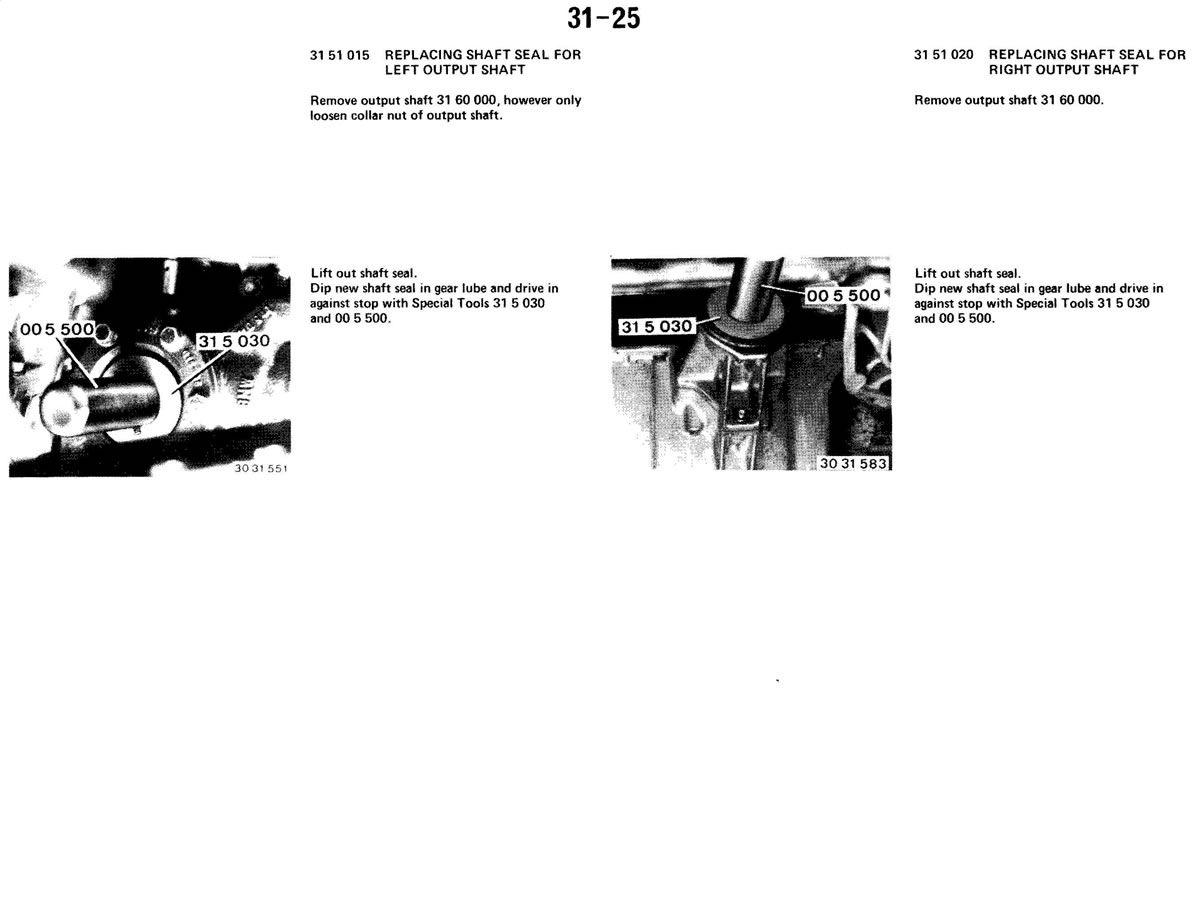 31-25
31 51 015 REPLACING SHAFT SEAL FOR
LEFT OUTPUT SHAFT
Remove output shaft 31 60 000, however only
loosen collar nut of output shaft.
00 5 500
31 5 030
30 31 551
Lift out shaft seal.
Dip new shaft seal in gear lube and drive in
against stop with Special Tools 31 5 030
and 00 5 500.
31 51 020 REPLACING SHAFT SEAL FOR
RIGHT OUTPUT SHAFT
Remove output shaft 31 60 000.
00 5 500
31 5 030
30 31 583
Lift out shaft seal.
Dip new shaft seal in gear lube and drive in
against stop with Special Tools 31 5 030
and 00 5 500.